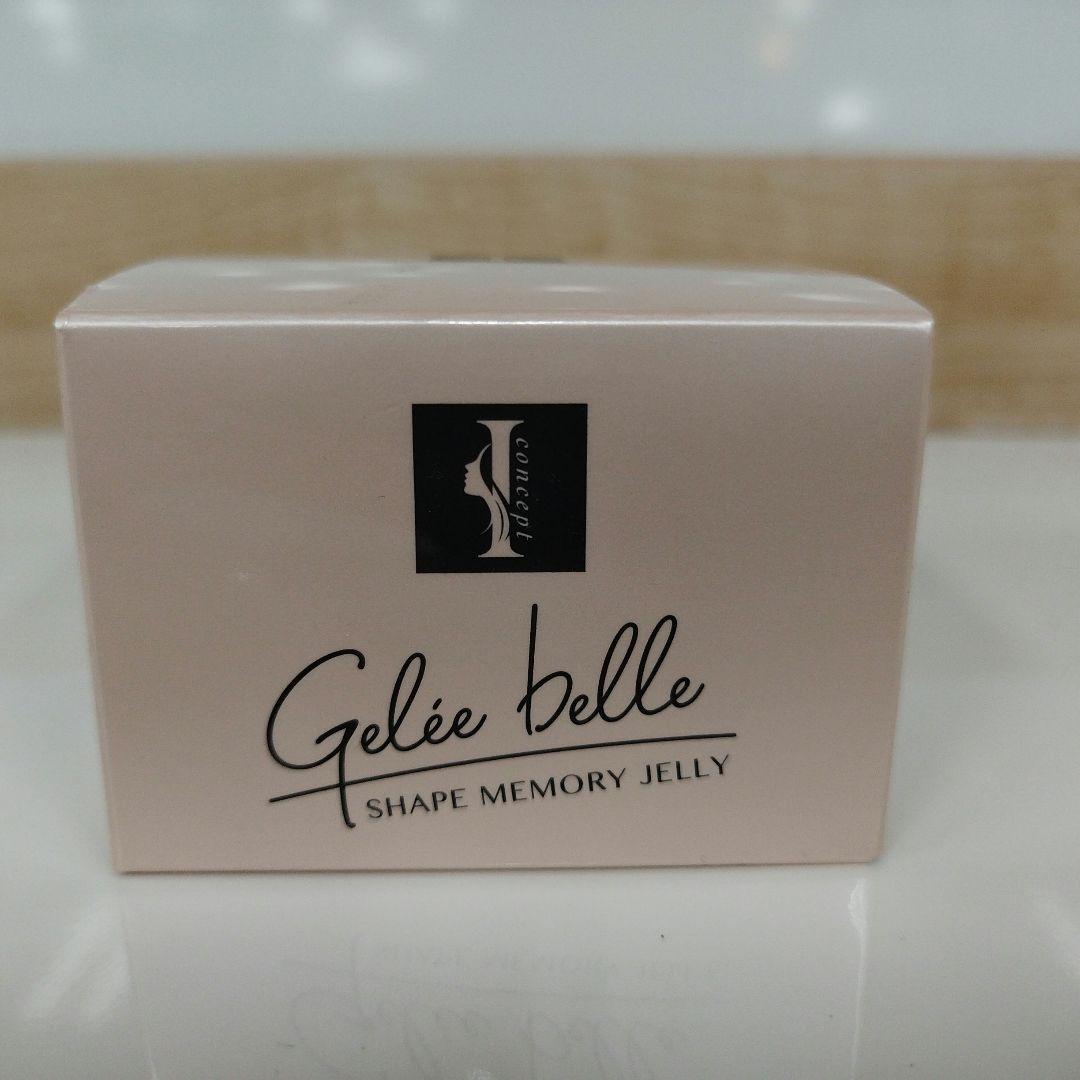 I concept
Gelée belle
SHAPE MEMORY JELLY